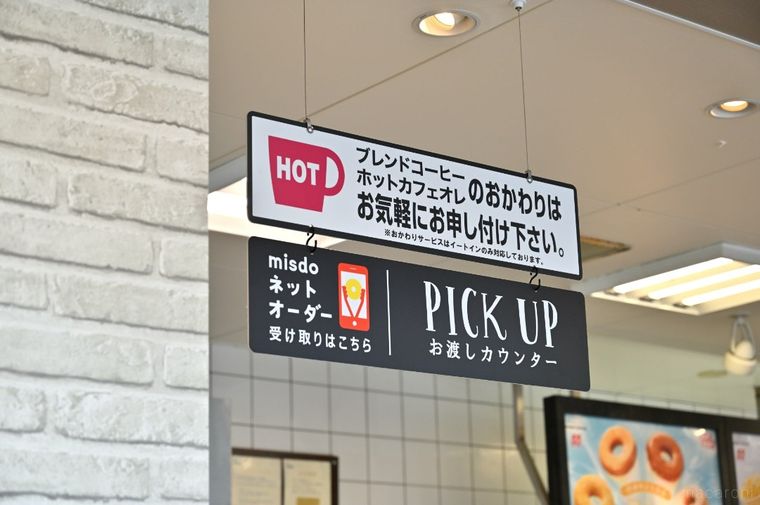 HOT
ブレンドコーヒー
ホットカフェオレ のおかわりは
お気軽にお申し付け下さい。
※おかわりサービスはイートインのみ対応しております。
misdo
ネット
オーダー
受け取りはこちら
PICK UP
お渡しカウンター
macaroni